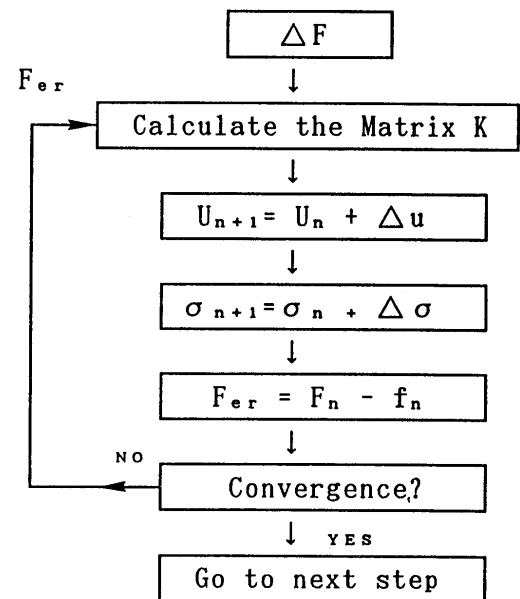 △F
Fer
Calculate the Matrix K
Un+1= Un + △u
σn+1=σn + △σ
Fer = Fn - fn
NO
Convergence?
YES
Go to next step